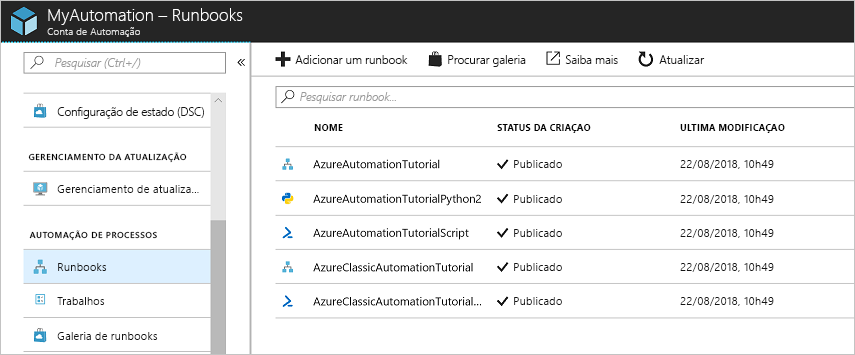 MyAutomation – Runbooks
Conta de Automação
Pesquisar (Ctrl+/)
«
Configuração de estado (DSC)
GERENCIAMENTO DA ATUALIZAÇÃO
Gerenciamento de atualiza...
AUTOMAÇÃO DE PROCESSOS
Runbooks
Trabalhos
Galeria de runbooks
Adicionar um runbook Procurar galeria Saiba mais Atualizar
Pesquisar runbook...
NOME STATUS DA CRIAÇAO ULTIMA MODIFICAÇAO
AzureAutomationTutorial Publicado 22/08/2018, 10h49
AzureAutomationTutorialPython2 Publicado 22/08/2018, 10h49
AzureAutomationTutorialScript Publicado 22/08/2018, 10h49
AzureClassicAutomationTutorial Publicado 22/08/2018, 10h49
AzureClassicAutomationTutorial... Publicado 22/08/2018, 10h49